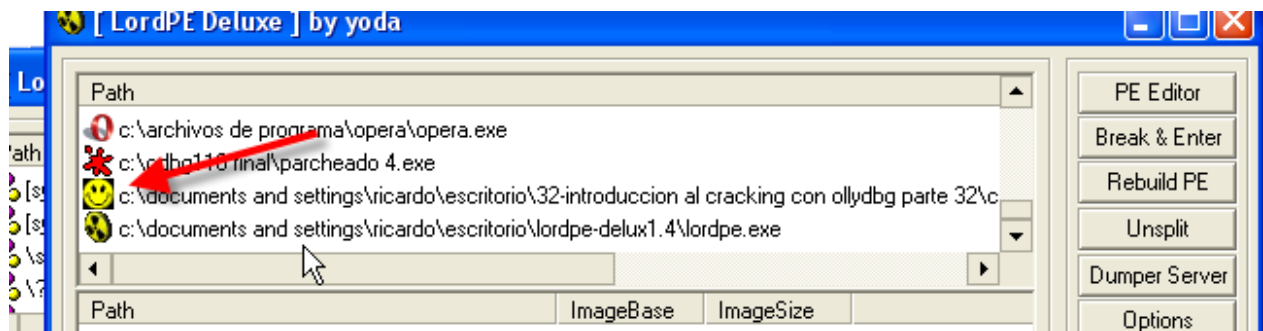 [ LordPE Deluxe ] by yoda
Lo
Path
PE Editor
c:\archivos de programa\opera\opera.exe
Break & Enter
c:\odbg110 final\parcheado 4.exe
Rebuild PE
c:\documents and settings\ricardo\escritorio\32-introduccion al cracking con ollydbg parte 32\c
Unsplit
c:\documents and settings\ricardo\escritorio\lordpe-delux1.4\lordpe.exe
Dumper Server
Path ImageBase ImageSize
Options